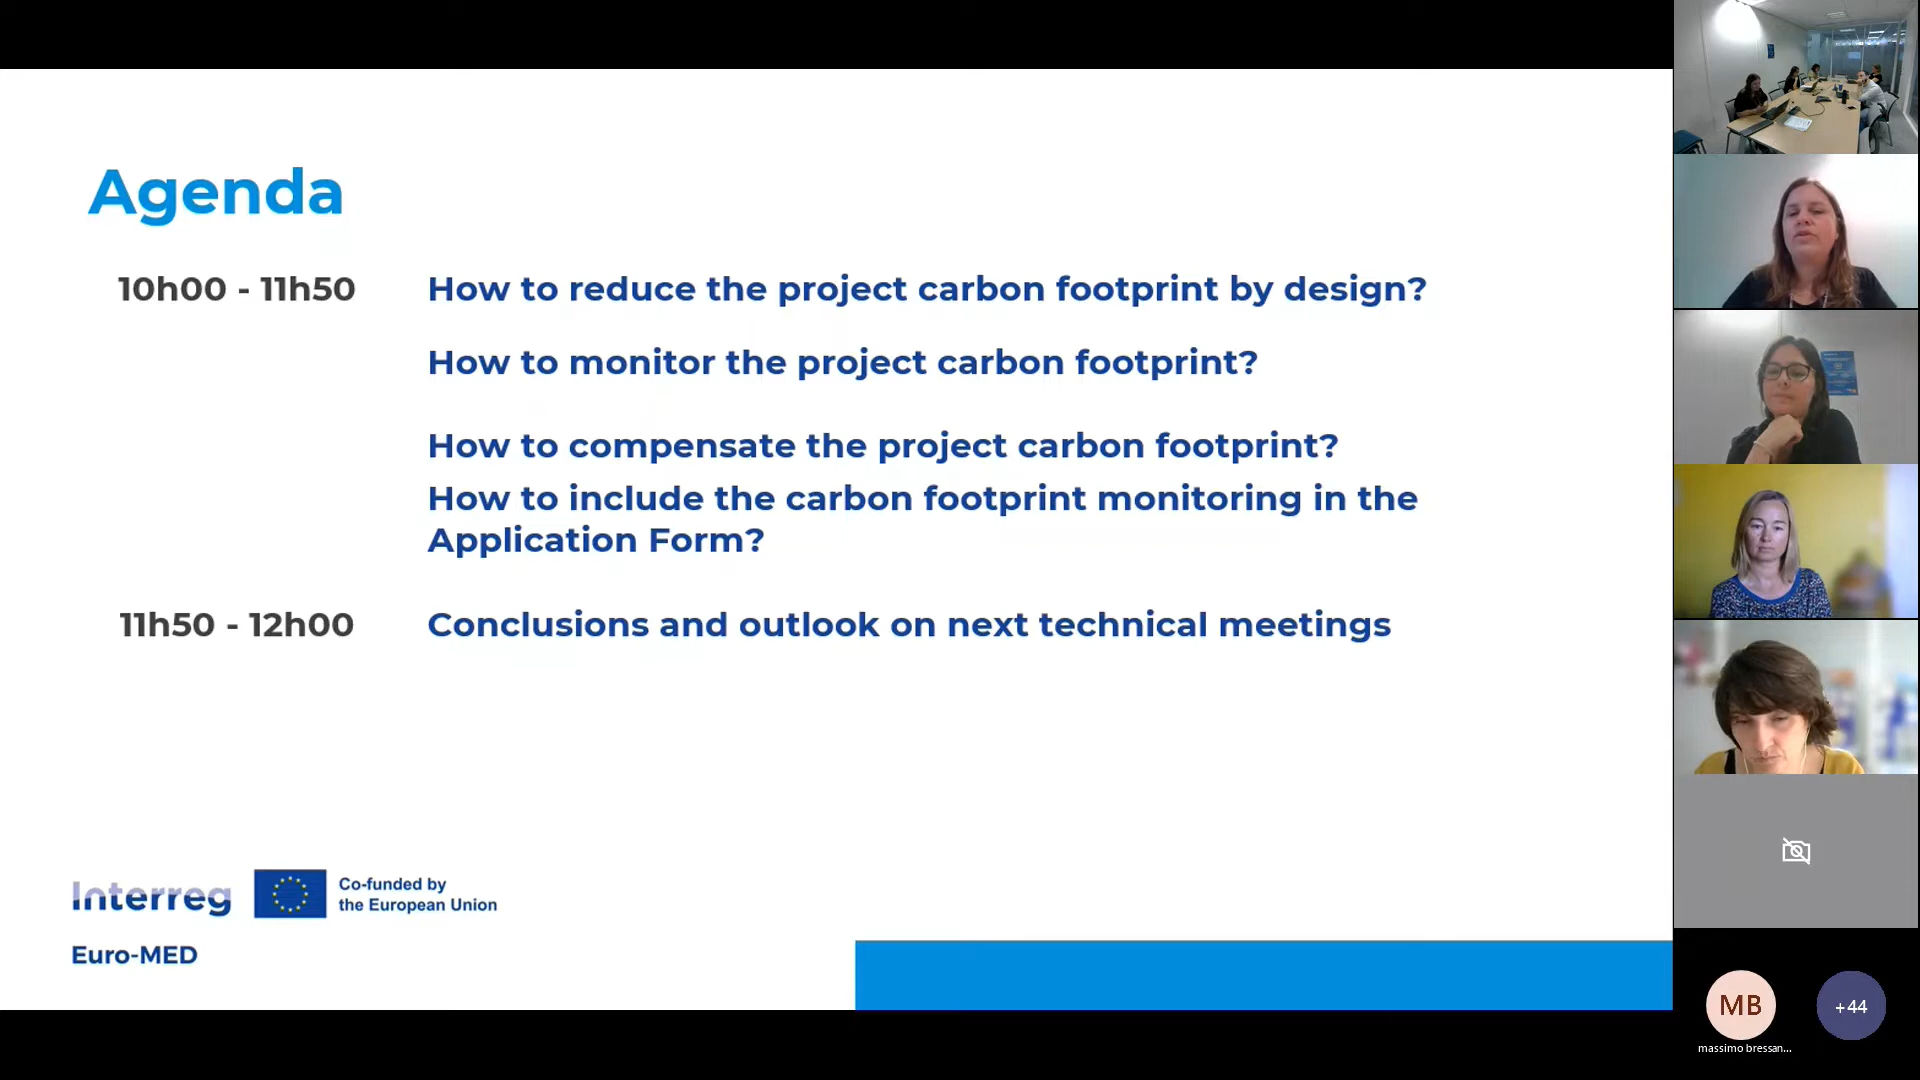 Agenda
10h00 - 11h50 How to reduce the project carbon footprint by design?
How to monitor the project carbon footprint?
How to compensate the project carbon footprint?
How to include the carbon footprint monitoring in the
Application Form?
11h50 - 12h00 Conclusions and outlook on next technical meetings
Interreg
Co-funded by
the European Union
Euro-MED
MB
massimo bressan...
+44